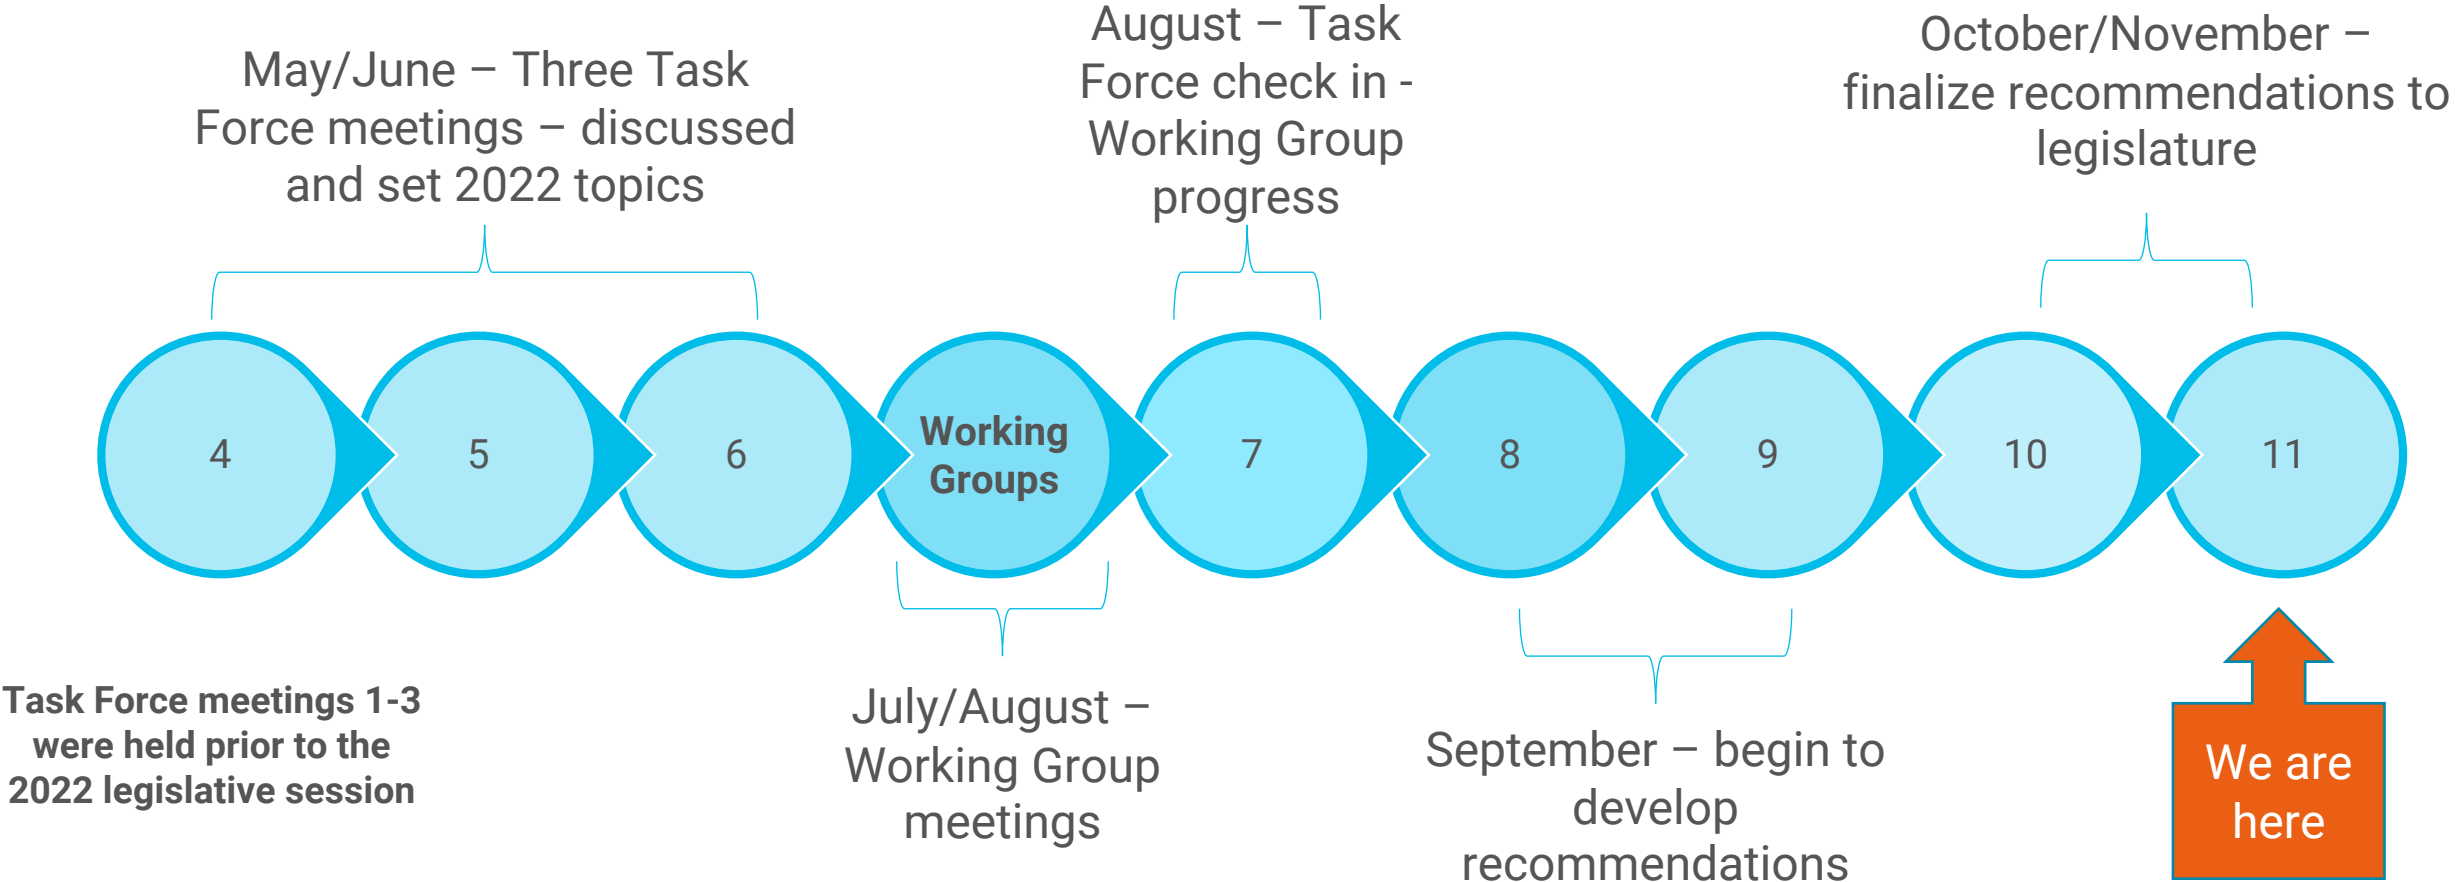 May/June – Three Task
Force meetings – discussed
and set 2022 topics
August – Task
Force check in -
Working Group
progress
October/November –
finalize recommendations to
legislature
4
5
6
Working
Groups
7
8
9
10
11
Task Force meetings 1-3
were held prior to the
2022 legislative session
July/August –
Working Group
meetings
September – begin to
develop
recommendations
We are
here